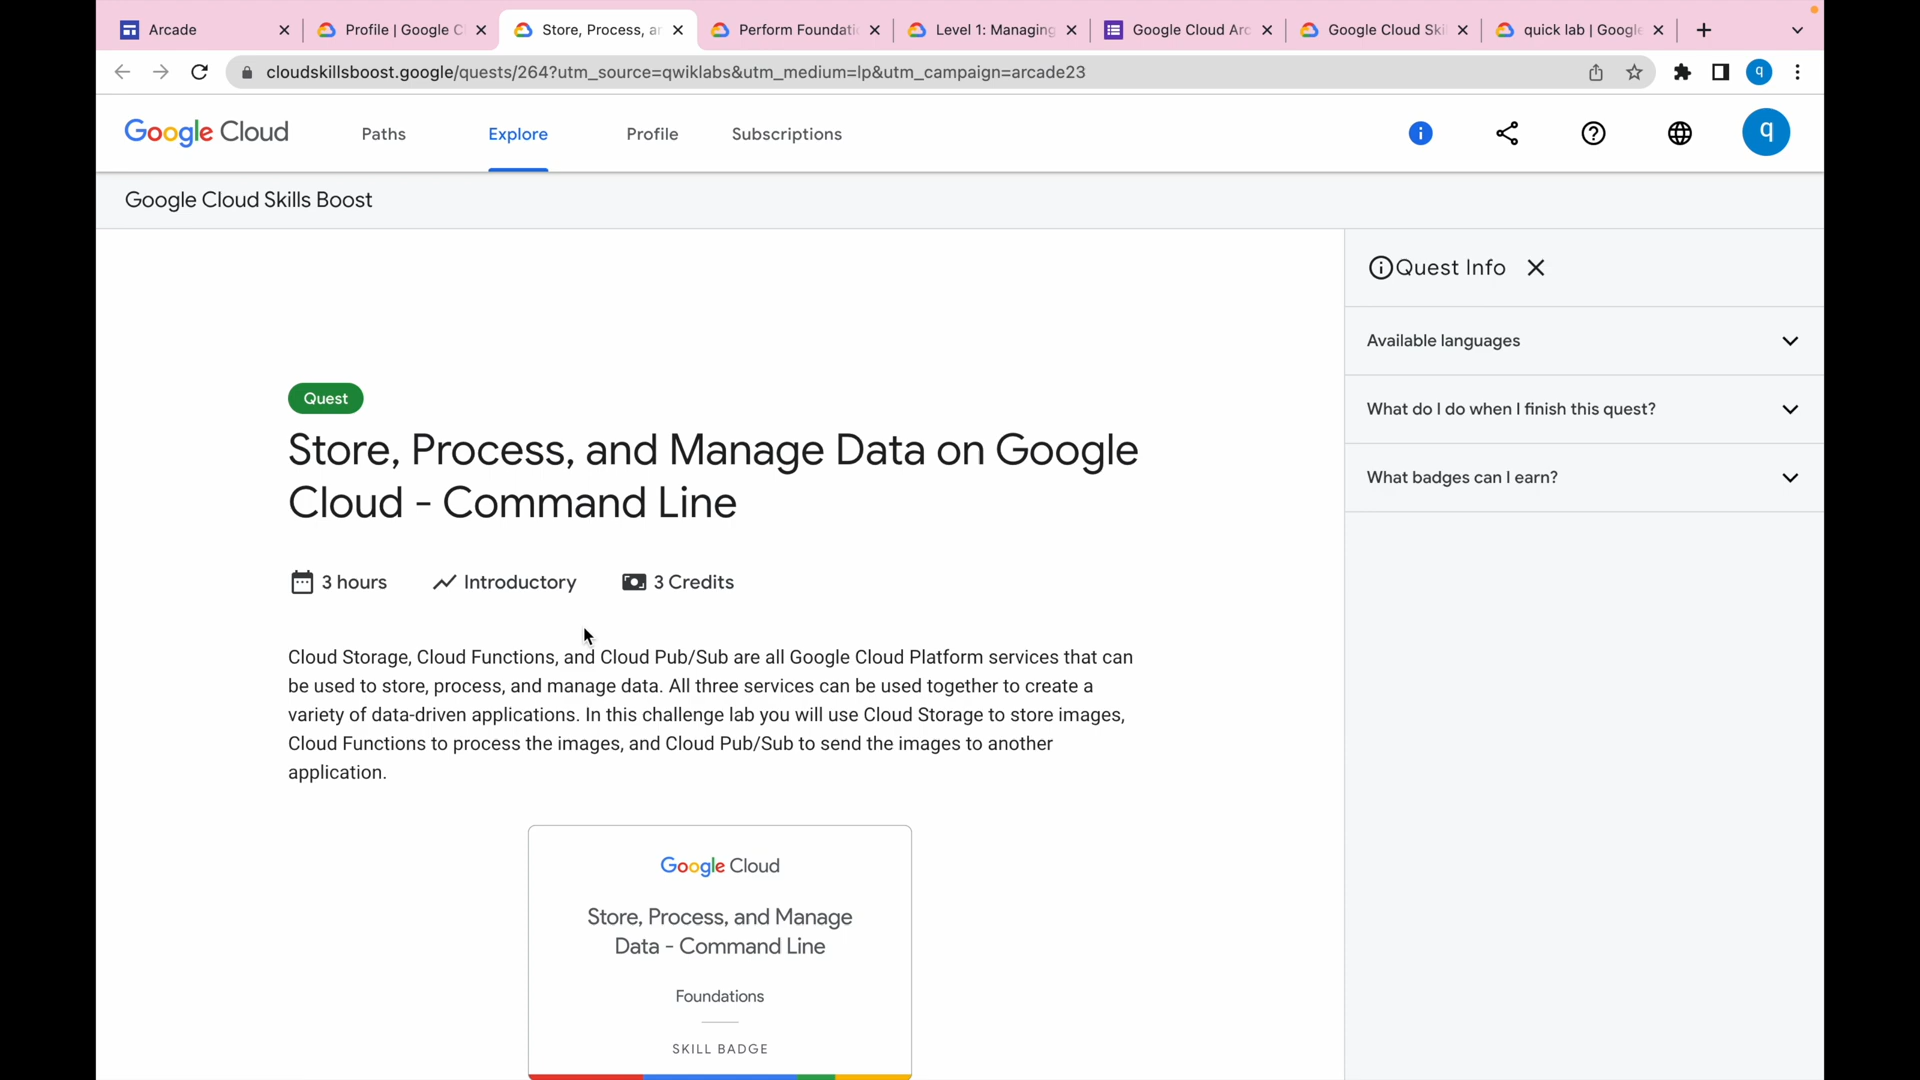 Arcade
Profile | Google C
Store, Process, ar
Perform Foundati
Level 1: Managing
Google Cloud Arc
Google Cloud Ski
quick lab | Google
cloudskillsboost.google/quests/264?utm_source=qwiklabs&utm_medium=lp&utm_campaign=arcade23
q
Google Cloud
Paths
Explore
Profile
Subscriptions
q
Google Cloud Skills Boost
Quest Info
Available languages
What do I do when I finish this quest?
What badges can I earn?
Quest
Store, Process, and Manage Data on Google
Cloud - Command Line
3 hours
Introductory
3 Credits
Cloud Storage, Cloud Functions, and Cloud Pub/Sub are all Google Cloud Platform services that can
be used to store, process, and manage data. All three services can be used together to create a
variety of data-driven applications. In this challenge lab you will use Cloud Storage to store images,
Cloud Functions to process the images, and Cloud Pub/Sub to send the images to another
application.
Google Cloud
Store, Process, and Manage
Data - Command Line
Foundations
SKILL BADGE